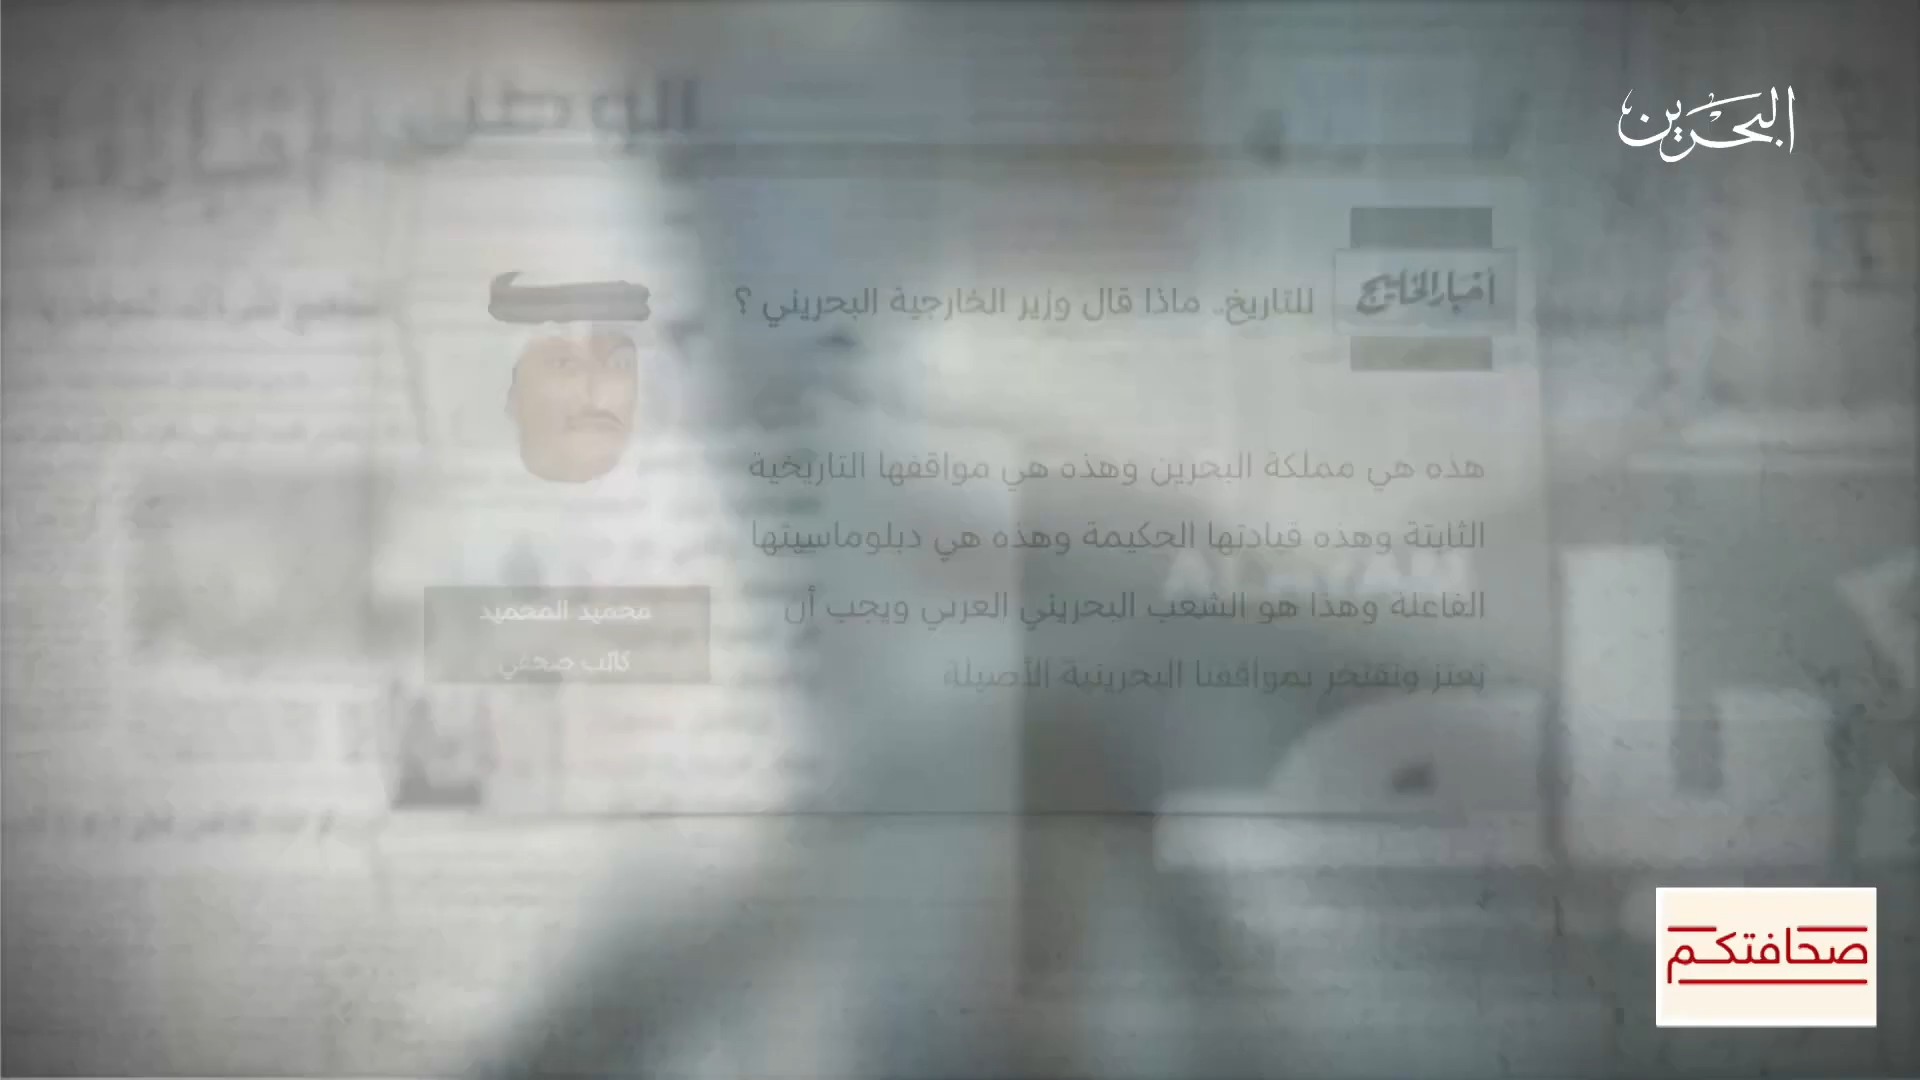 البحرين
الوطن
أخبار الخليج
للتاريخ.. ماذا قال وزير الخارجية البحريني ؟
هذه هي مملكة البحرين وهذه هي مواقفها التاريخية
الثابتة وهذه قيادتها الحكيمة وهذه هي دبلوماسيتها
الفاعلة وهذا هو الشعب البحريني العربي ويجب أن
نعتز ونفتخر بمواقفنا البحرينية الأصيلة
محميد المحميد
كاتب صحفي
صحافتكم